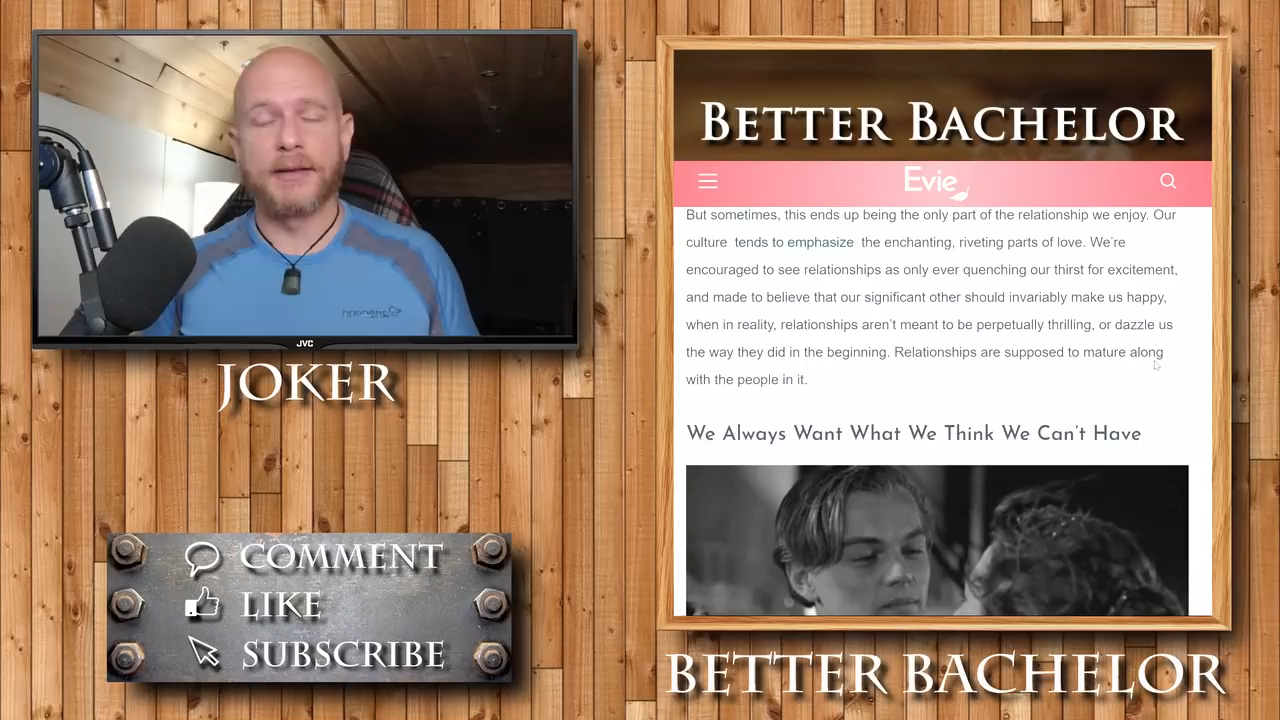 JVC
JOKER
COMMENT
LIKE
SUBSCRIBE
BETTER BACHELOR
Evie
But sometimes, this ends up being the only part of the relationship we enjoy. Our
culture tends to emphasize the enchanting, riveting parts of love. We're
encouraged to see relationships as only ever quenching our thirst for excitement,
and made to believe that our significant other should invariably make us happy,
when in reality, relationships aren't meant to be perpetually thrilling, or dazzle us
the way they did in the beginning. Relationships are supposed to mature along
with the people in it.
We Always Want What We Think We Can't Have
BETTER BACHELOR